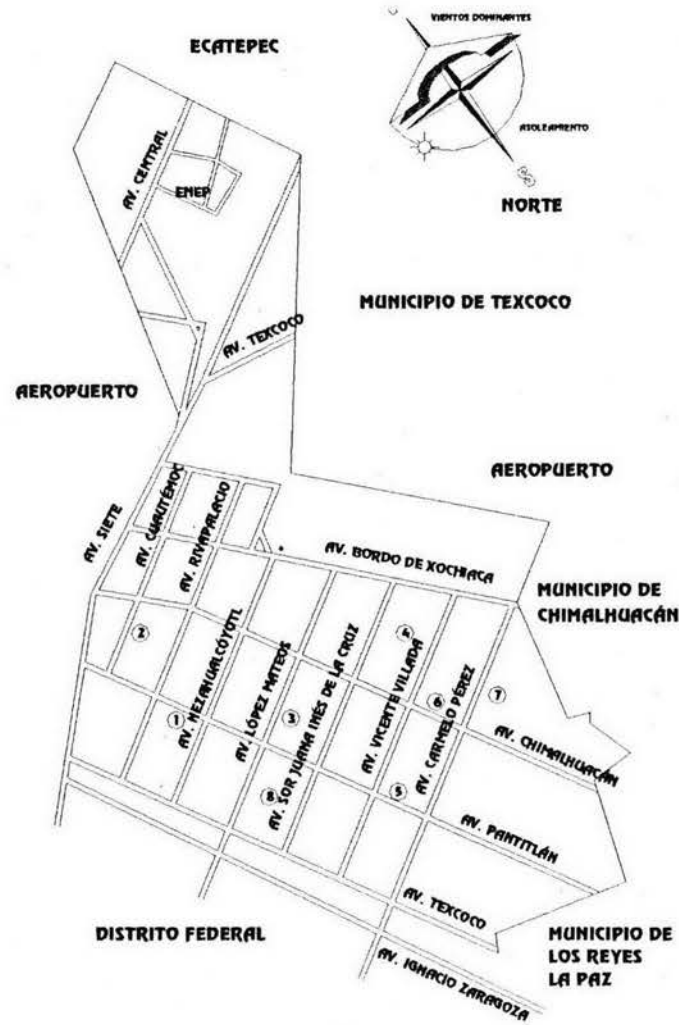 VIENTOS DOMINANTES
ECATEPEC
ASOLEAMIENTO
AV. CENTRAL
ENEP
NORTE
MUNICIPIO DE TEXCOCO
AV. TEXCOCO
AEROPUERTO
AEROPUERTO
AV. SIETE
AV. CUAUTÉMOC
AV. RIVAPALACIO
AV. BORDO DE XOCHIACA
MUNICIPIO DE
CHIMALHUACÁN
2
4
7
6
1
3
AV. NEZAHUALCÓYOTL
AV. LÓPEZ MATEOS
AV. SOR JUANA INÉS DE LA CRUZ
AV. VICENTE VILLADA
AV. CARMELO PÉREZ
AV. CHIMALHUACÁN
8
5
AV. PANTITLÁN
AV. TEXCOCO
DISTRITO FEDERAL
MUNICIPIO DE
LOS REYES
LA PAZ
AV. IGNACIO ZARAGOZA